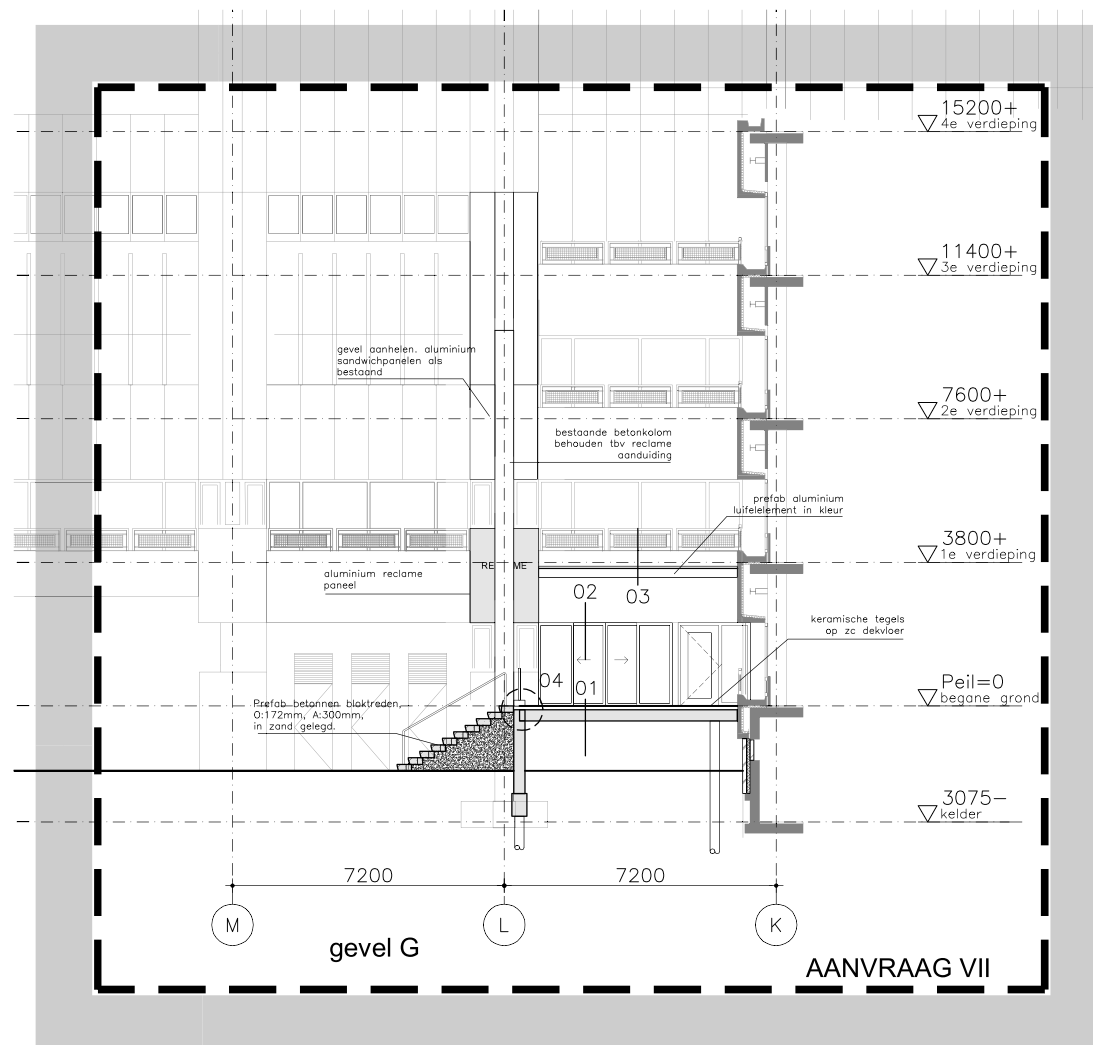 15200+
4e verdieping
11400+
3e verdieping
gevel aanhelen. aluminium
sandwichpanelen als
bestaand
7600+
2e verdieping
bestaande betonkolom
behouden tbv reclame
aanduiding
prefab aluminium
luifelelement in kleur
3800+
1e verdieping
aluminium reclame
paneel
02
03
keramische tegels
op zc dekvloer
04
01
Peil=0
begane grond
Prefab betonnen bloktreden,
O:172mm, A:300mm,
in zand gelegd.
3075-
kelder
7200
7200
M
L
K
gevel G
AANVRAAG VII